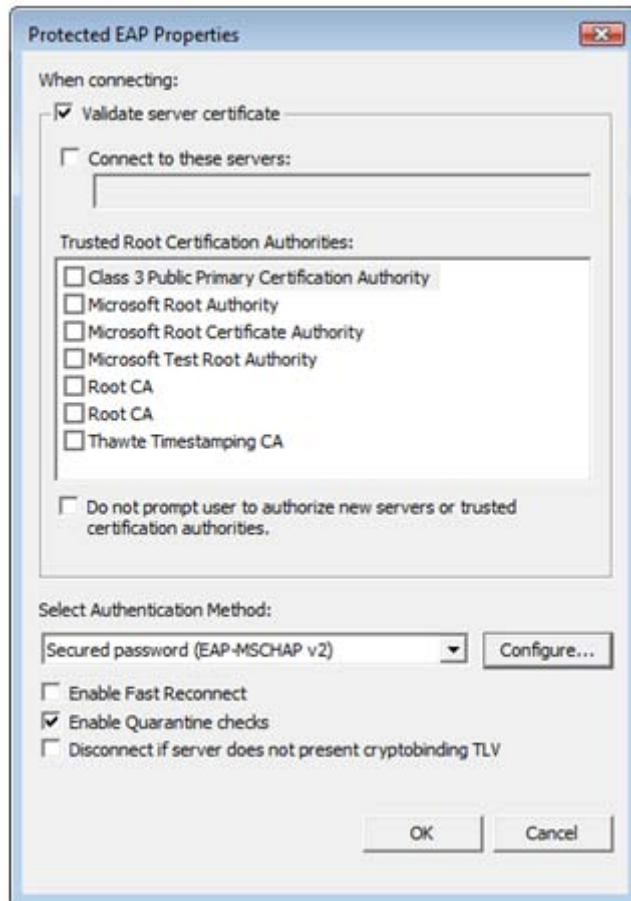 Protected EAP Properties
When connecting:
Validate server certificate
Connect to these servers:
Trusted Root Certification Authorities:
Class 3 Public Primary Certification Authority
Microsoft Root Authority
Microsoft Root Certificate Authority
Microsoft Test Root Authority
Root CA
Root CA
Thawte Timestamping CA
Do not prompt user to authorize new servers or trusted
certification authorities.
Select Authentication Method:
Secured password (EAP-MSCHAP v2) Configure...
Enable Fast Reconnect
Enable Quarantine checks
Disconnect if server does not present cryptobinding TLV
OK Cancel